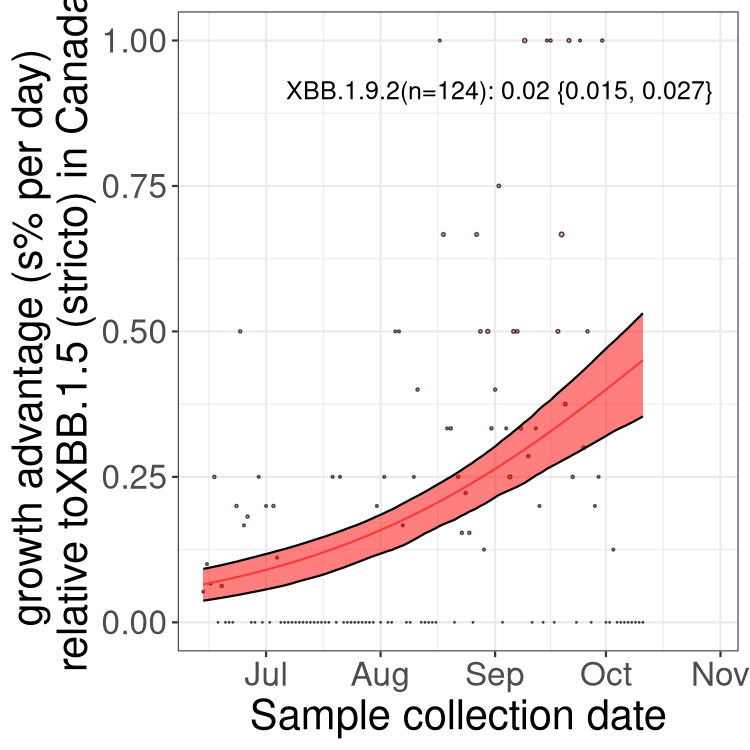 growth advantage (s% per day)
relative toXBB.1.5 (stricto) in Canada
1.00
0.75
0.50
0.25
0.00
XBB.1.9.2(n=124): 0.02 {0.015, 0.027}
Jul Aug Sep Oct Nov
Sample collection date